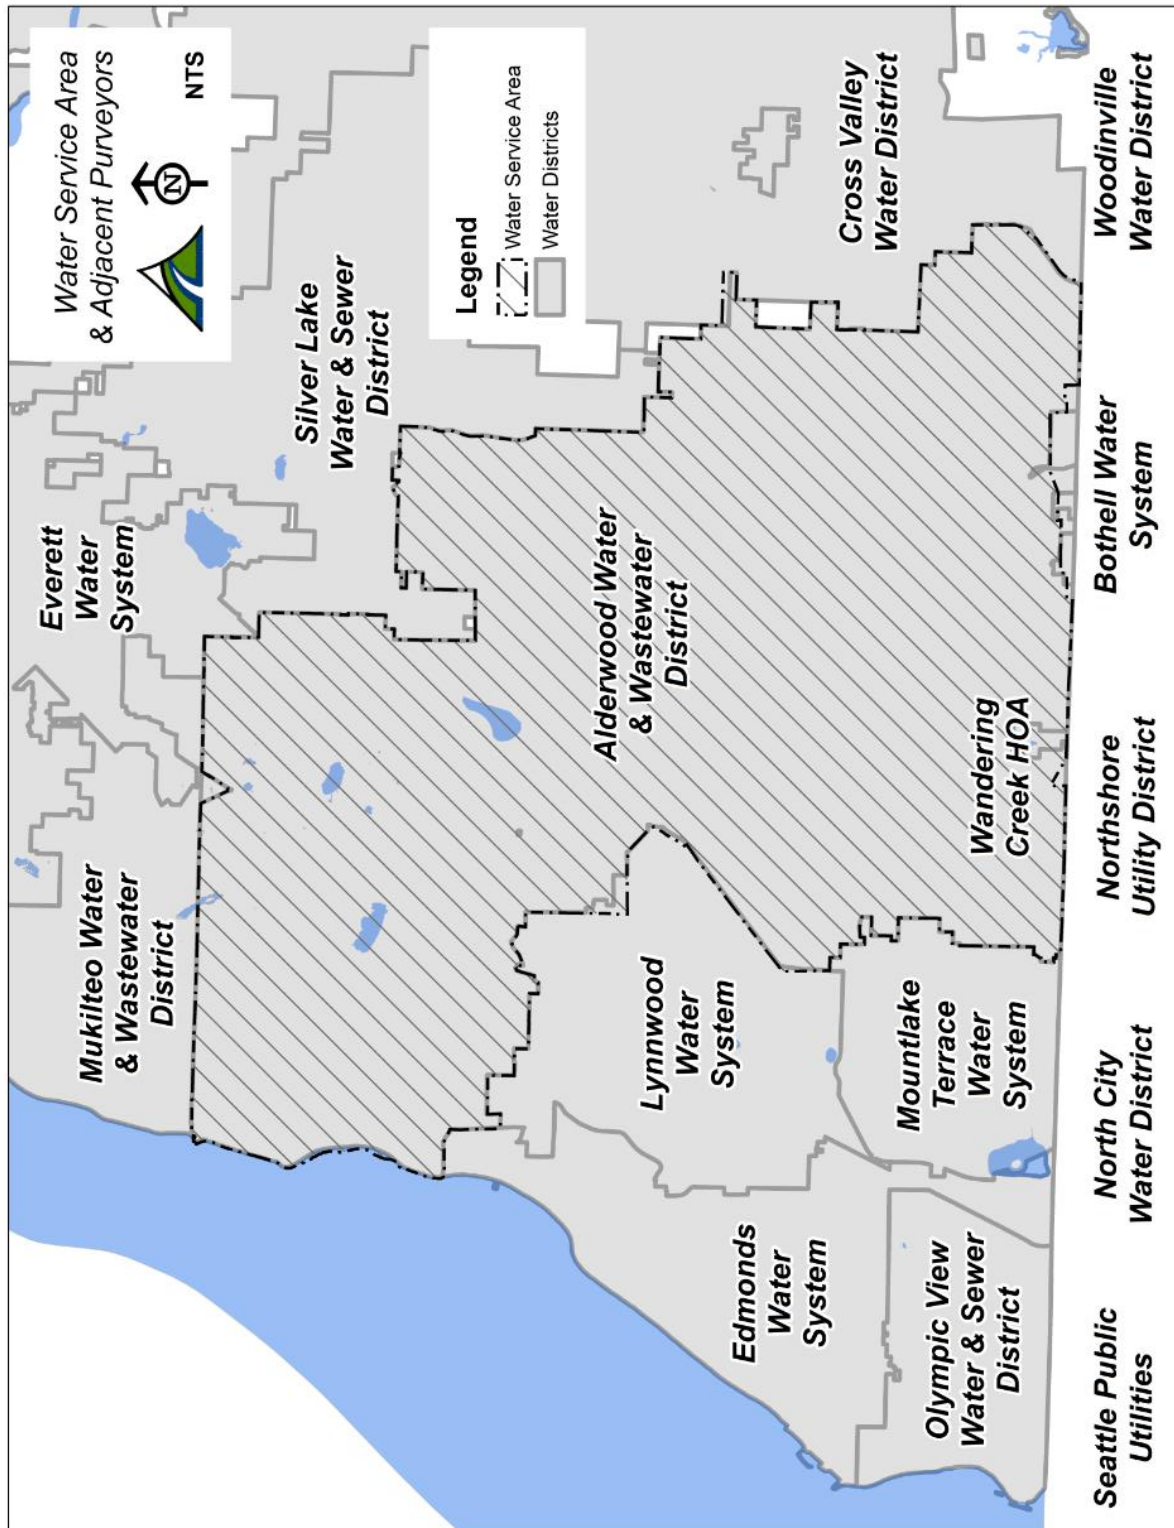 Water Service Area
& Adjacent Purveyors
N
NTS
Legend
Water Service Area
Water Districts
Mukilteo Water
& Wastewater
District
Everett
Water
System
Silver Lake
Water & Sewer
District
Alderwood Water
& Wastewater
District
Cross Valley
Water District
Lynnwood
Water
System
Edmonds
Water
System
Mountlake
Terrace
Water
System
Olympic View
Water & Sewer
District
Wandering
Creek HOA
Seattle Public
Utilities
North City
Water District
Northshore
Utility District
Bothell Water
System
Woodinville
Water District